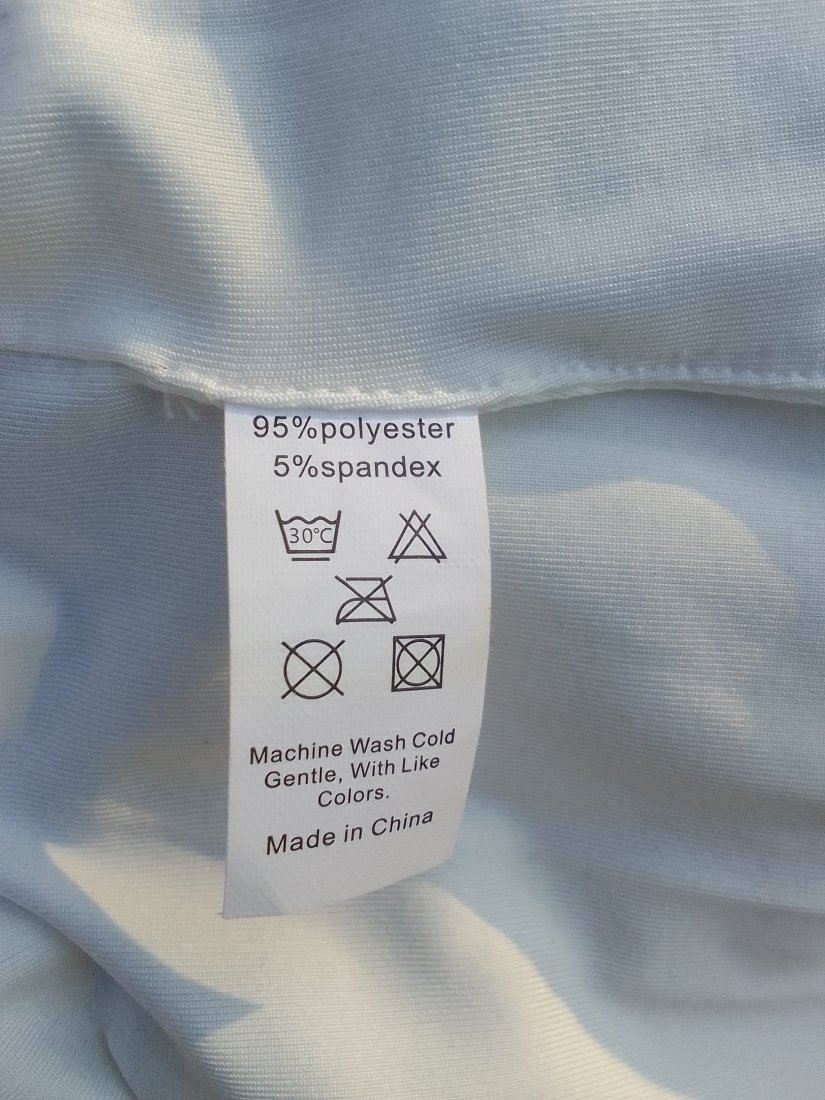 95%polyester
5%spandex
30°C
Machine Wash Cold
Gentle, With Like
Colors.
Made in China